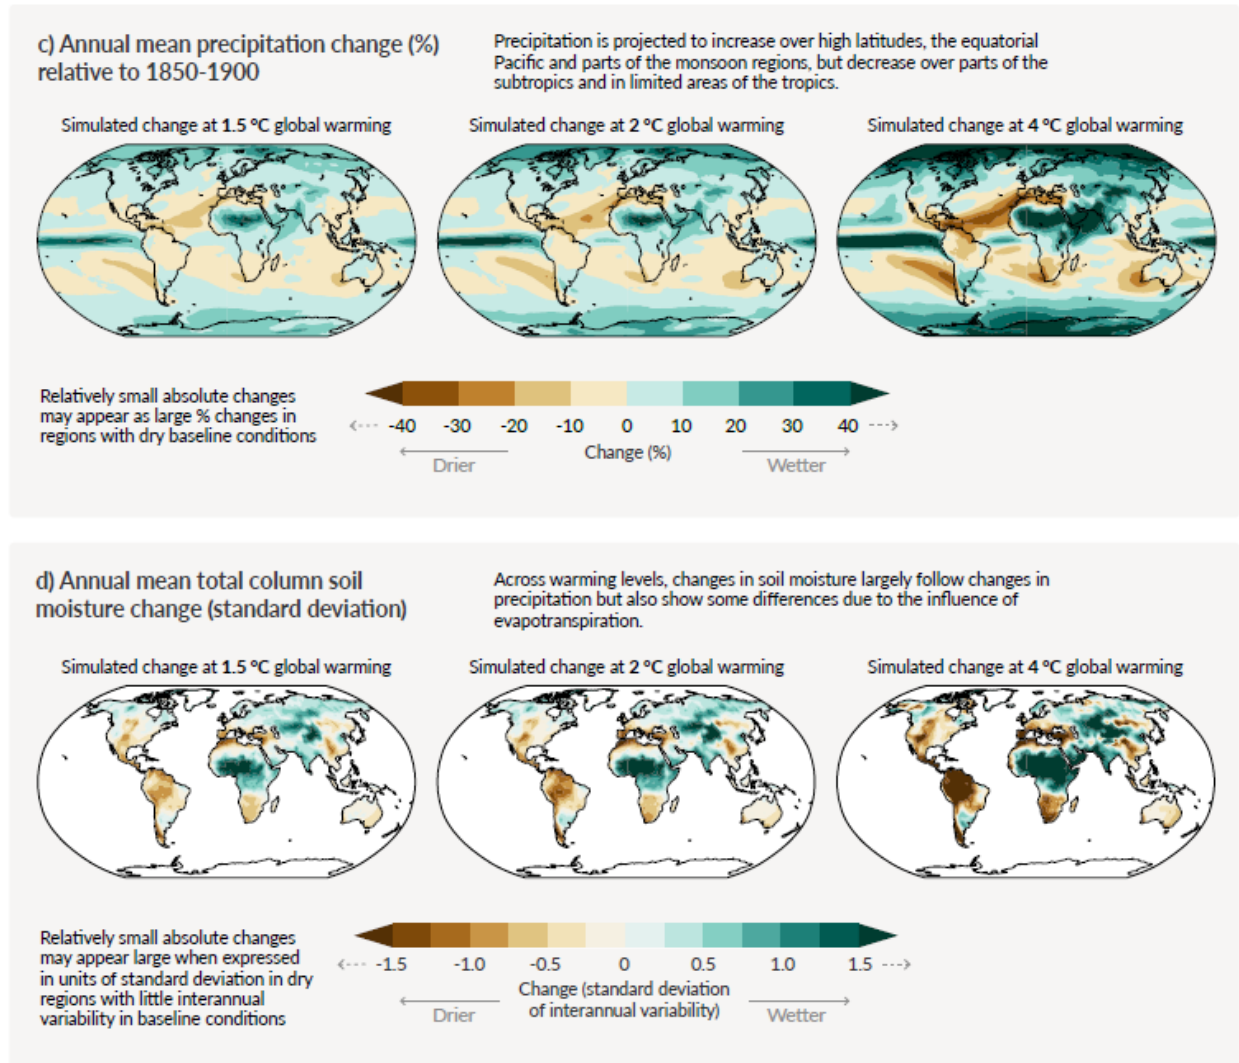 c) Annual mean precipitation change (%)
relative to 1850-1900
Precipitation is projected to increase over high latitudes, the equatorial
Pacific and parts of the monsoon regions, but decrease over parts of the
subtropics and in limited areas of the tropics.
Simulated change at 1.5 °C global warming
Simulated change at 2 °C global warming
Simulated change at 4 °C global warming
Relatively small absolute changes
may appear as large % changes in
regions with dry baseline conditions
-40 -30 -20 -10 0 10 20 30 40
Change (%)
Drier
Wetter
d) Annual mean total column soil
moisture change (standard deviation)
Across warming levels, changes in soil moisture largely follow changes in
precipitation but also show some differences due to the influence of
evapotranspiration.
Simulated change at 1.5 °C global warming
Simulated change at 2 °C global warming
Simulated change at 4 °C global warming
Relatively small absolute changes
may appear large when expressed
in units of standard deviation in dry
regions with little interannual
variability in baseline conditions
-1.5 -1.0 -0.5 0 0.5 1.0 1.5
Change (standard deviation
of interannual variability)
Drier
Wetter